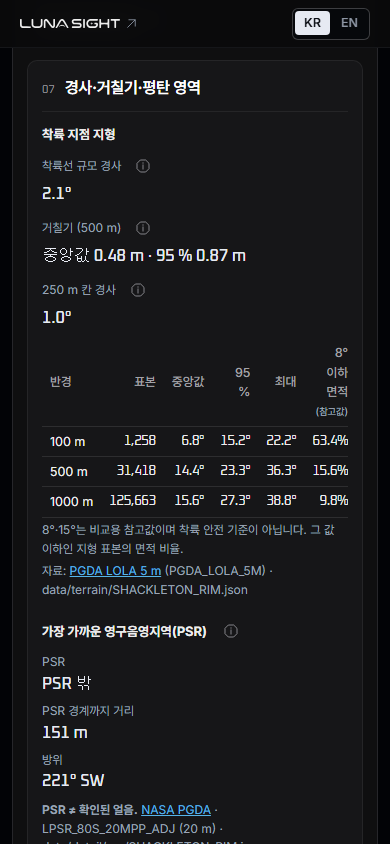 LUNA SIGHT ↗ KR EN
07 경사·거칠기·평탄 영역
착륙 지점 지형
착륙선 규모 경사
2.1°
거칠기 (500 m)
중앙값 0.48 m · 95 % 0.87 m
250 m 칸 경사
1.0°
반경 표본 중앙값 95 % 최대 8° 이하 면적 (참고값)
100 m 1,258 6.8° 15.2° 22.2° 63.4%
500 m 31,418 14.4° 23.3° 36.3° 15.6%
1000 m 125,663 15.6° 27.3° 38.8° 9.8%
8°·15°는 비교용 참고값이며 착륙 안전 기준이 아닙니다. 그 값
이하인 지형 표본의 면적 비율.
자료: PGDA LOLA 5 m (PGDA_LOLA_5M) ·
data/terrain/SHACKLETON_RIM.json
가장 가까운 영구음영지역(PSR)
PSR
PSR 밖
PSR 경계까지 거리
151 m
방위
221° SW
PSR ≠ 확인된 얼음. NASA PGDA ·
LPSR_80S_20MPP_ADJ (20 m) ·